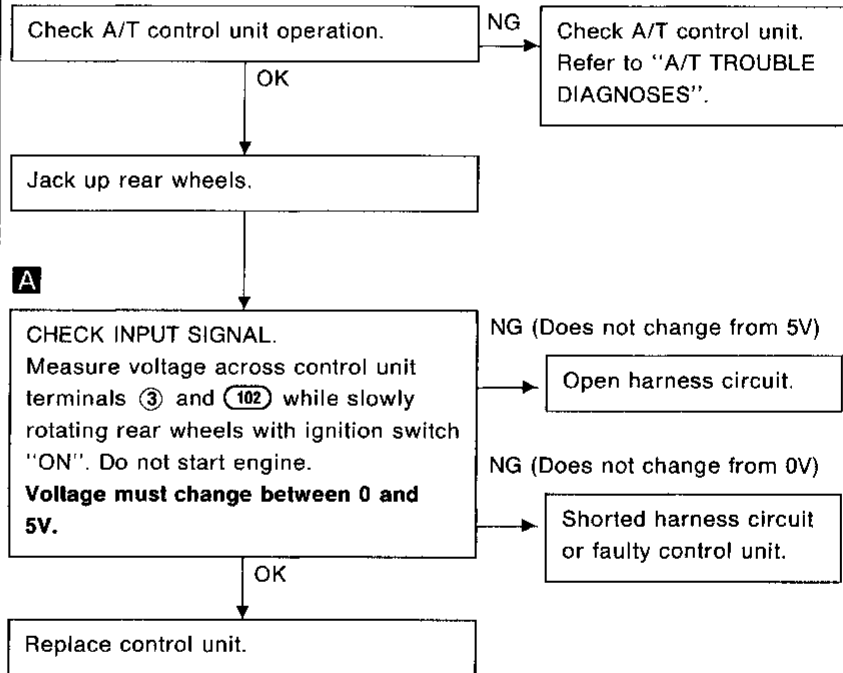 Check A/T control unit operation.
NG
Check A/T control unit.
Refer to "A/T TROUBLE
DIAGNOSES".
OK
Jack up rear wheels.
A
CHECK INPUT SIGNAL.
Measure voltage across control unit
terminals ③ and (102) while slowly
rotating rear wheels with ignition switch
"ON". Do not start engine.
Voltage must change between 0 and
5V.
NG (Does not change from 5V)
Open harness circuit.
NG (Does not change from 0V)
Shorted harness circuit
or faulty control unit.
OK
Replace control unit.